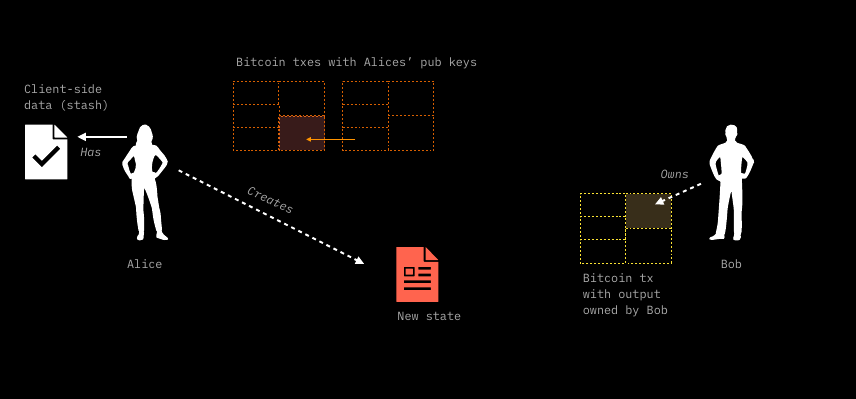 Bitcoin txes with Alices’ pub keys
Client-side
data (stash)
Has
Creates
Owns
Alice
Bob
Bitcoin tx
with output
owned by Bob
New state